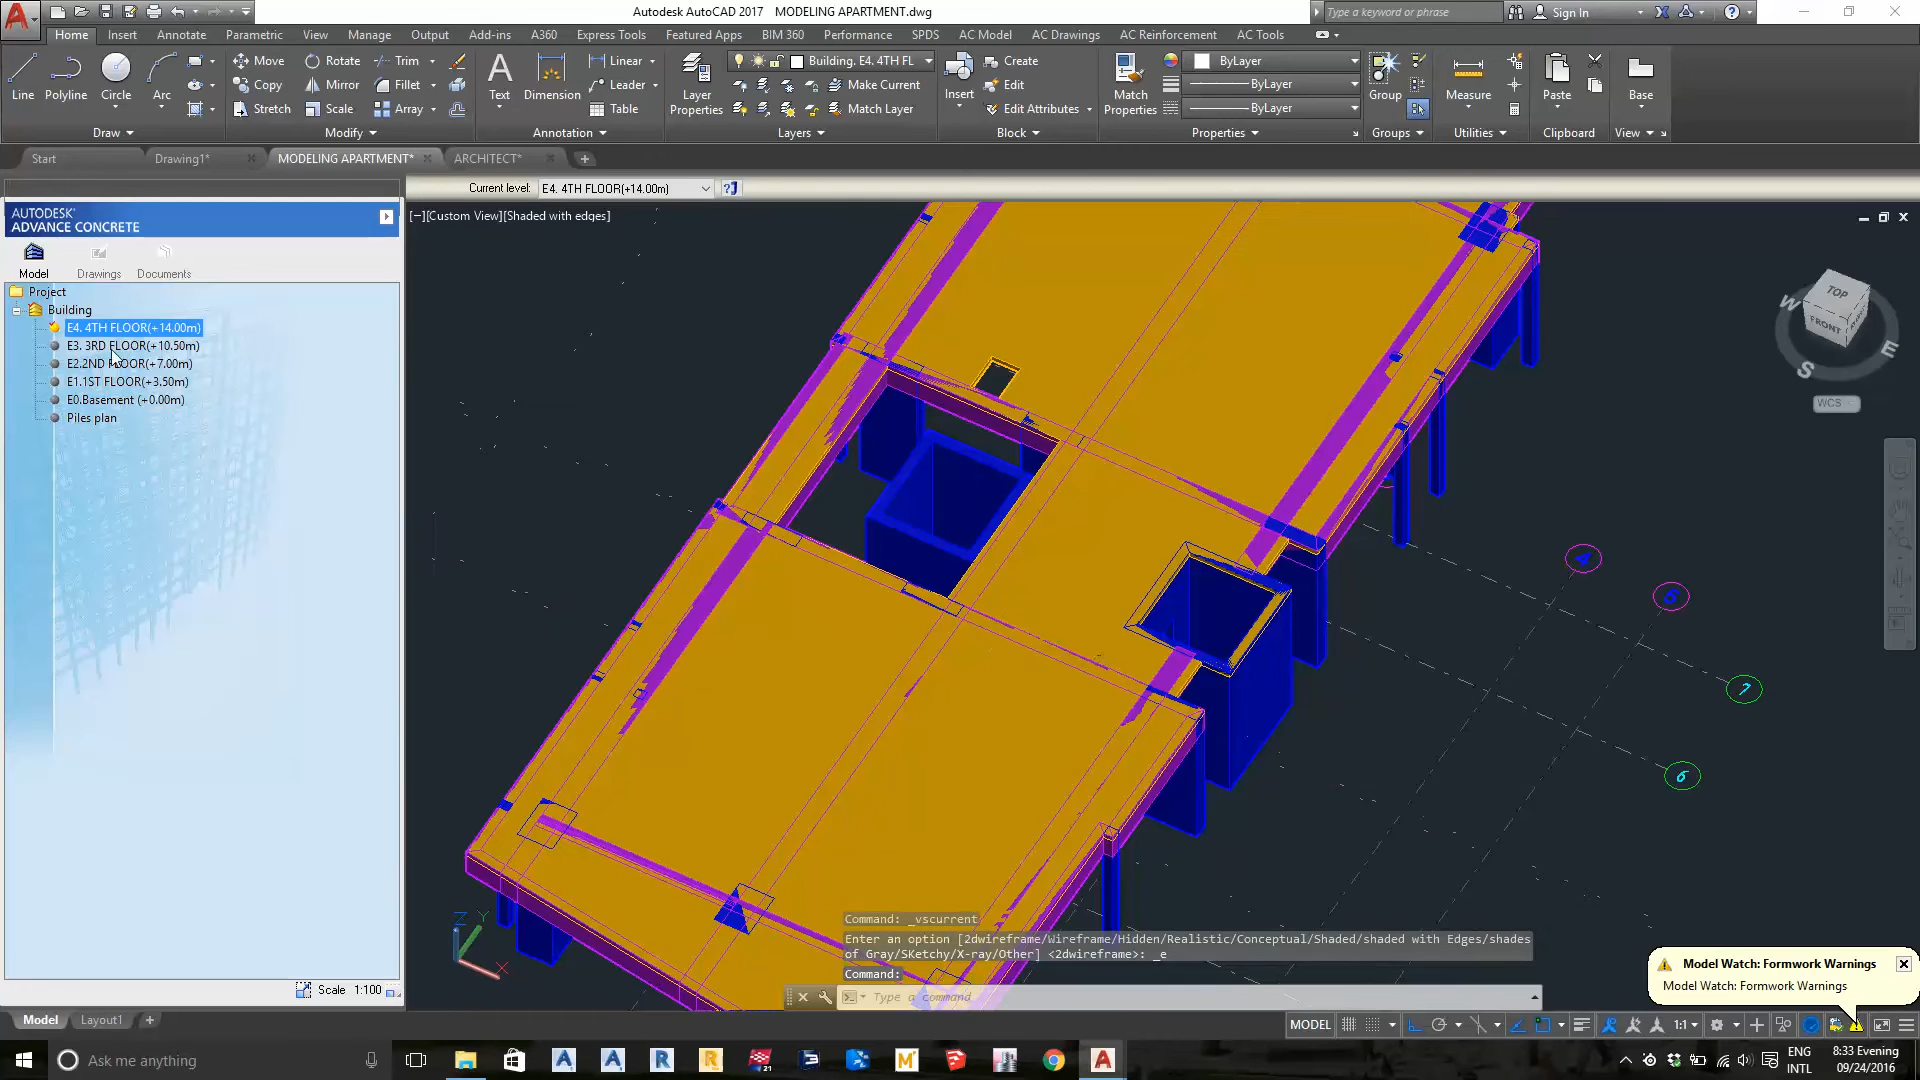 Autodesk AutoCAD 2017    MODELING APARTMENT.dwg
Type a keyword or phrase
Sign In
Home Insert Annotate Parametric View Manage Output Add-ins A360 Express Tools Featured Apps BIM 360 Performance SPDS AC Model AC Drawings AC Reinforcement AC Tools
Line Polyline Circle Arc
Move Rotate Trim
Copy Mirror Fillet
Stretch Scale Array
Text Dimension
Linear
Leader
Table
Layer
Properties
Building. E4. 4TH FL
Make Current
Match Layer
Insert
Create
Edit
Edit Attributes
Match
Properties
ByLayer
ByLayer
ByLayer
Group
Measure
Paste
Base
Draw Modify Annotation Layers Block Properties Groups Utilities Clipboard View
Start Drawing1* MODELING APARTMENT* ARCHITECT*
Current level: E4. 4TH FLOOR(+14.00m)
AUTODESK®
ADVANCE CONCRETE
Model Drawings Documents
Project
Building
E4. 4TH FLOOR(+14.00m)
E3. 3RD FLOOR(+10.50m)
E2.2ND FLOOR(+7.00m)
E1.1ST FLOOR(+3.50m)
E0.Basement (+0.00m)
Piles plan
Scale 1:100
[−][Custom View][Shaded with edges]
TOP
FRONT
W
S
E
WCS
4
5
7
6
Z
Y
X
Command: _vscurrent
Enter an option [2dwireframe/Wireframe/Hidden/Realistic/Conceptual/Shaded/shaded with Edges/shades
of Gray/SKetchy/X-ray/Other] <2dwireframe>: _e
Command:
Type a command
Model Watch: Formwork Warnings
Model Watch: Formwork Warnings
Model Layout1
MODEL
1:1
Ask me anything
21
ENG
INTL
8:33 Evening
09/24/2016